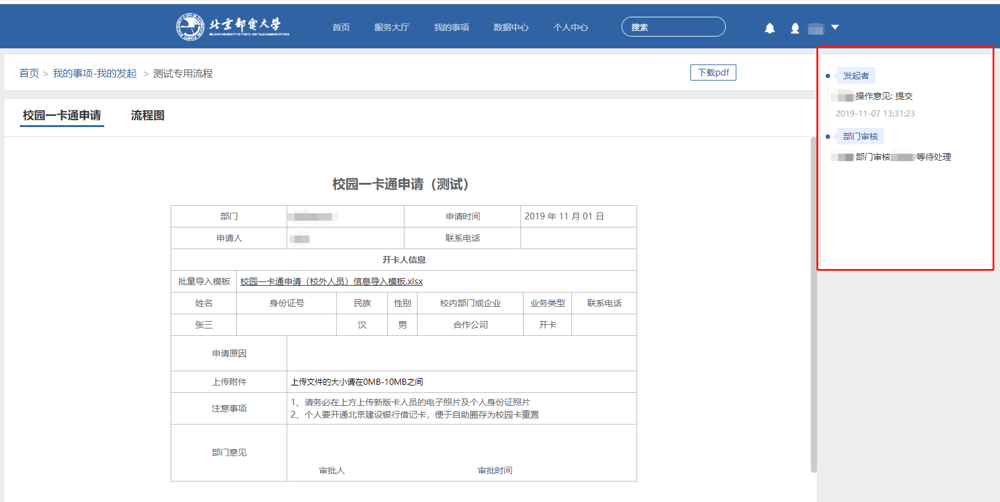 北京邮电大学
BEIJING UNIVERSITY OF POSTS AND TELECOMMUNICATIONS
首页 服务大厅 我的事项 数据中心 个人中心 搜索
首页 > 我的事项-我的发起 > 测试专用流程
下载pdf
校园一卡通申请 流程图
校园一卡通申请（测试）
部门 申请时间 2019 年 11 月 01 日
申请人 联系电话
开卡人信息
批量导入模板 校园一卡通申请（校外人员）信息导入模板.xlsx
姓名 身份证号 民族 性别 校内部门或企业 业务类型 联系电话
张三 汉 男 合作公司 开卡
申请原因
上传附件 上传文件的大小请在0MB-10MB之间
注意事项
1、请务必在上方上传新版卡人员的电子照片及个人身份证照片
2、个人要开通北京建设银行借记卡，便于自助圈存为校园卡重置
部门意见
审批人 审批时间
发起者
操作意见: 提交
2019-11-07 13:31:23
部门审核
部门审核 等待处理